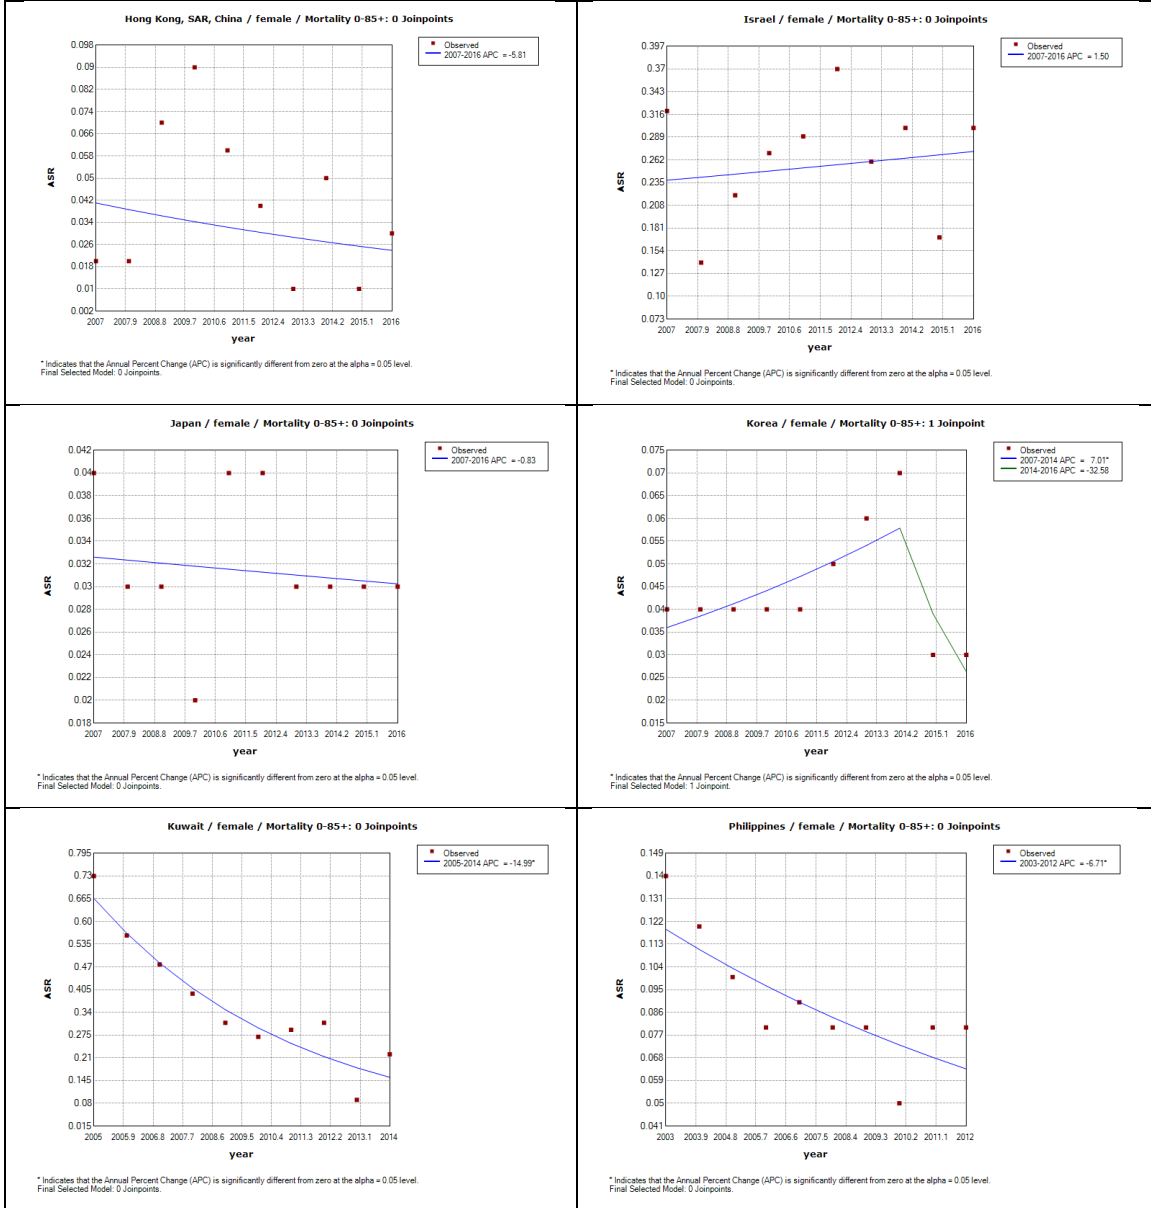 Hong Kong, SAR, China / female / Mortality 0-85+: 0 Joinpoints
Observed
2007-2016 APC = -5.81
0.098
0.09
0.082
0.074
0.066
0.058
0.05
0.042
0.034
0.026
0.018
0.01
0.002
ASR
2007 2007.9 2008.8 2009.7 2010.6 2011.5 2012.4 2013.3 2014.2 2015.1 2016
year
* Indicates that the Annual Percent Change (APC) is significantly different from zero at the alpha = 0.05 level.
Final Selected Model: 0 Joinpoints.
Israel / female / Mortality 0-85+: 0 Joinpoints
Observed
2007-2016 APC = 1.50
0.397
0.37
0.343
0.316
0.289
0.262
0.235
0.208
0.181
0.154
0.127
0.10
0.073
ASR
2007 2007.9 2008.8 2009.7 2010.6 2011.5 2012.4 2013.3 2014.2 2015.1 2016
year
* Indicates that the Annual Percent Change (APC) is significantly different from zero at the alpha = 0.05 level.
Final Selected Model: 0 Joinpoints.
Japan / female / Mortality 0-85+: 0 Joinpoints
Observed
2007-2016 APC = -0.83
0.042
0.04
0.038
0.036
0.034
0.032
0.03
0.028
0.026
0.024
0.022
0.02
0.018
ASR
2007 2007.9 2008.8 2009.7 2010.6 2011.5 2012.4 2013.3 2014.2 2015.1 2016
year
* Indicates that the Annual Percent Change (APC) is significantly different from zero at the alpha = 0.05 level.
Final Selected Model: 0 Joinpoints.
Korea / female / Mortality 0-85+: 1 Joinpoint
Observed
2007-2014 APC = 7.01*
2014-2016 APC = -32.58
0.075
0.07
0.065
0.06
0.055
0.05
0.045
0.04
0.035
0.03
0.025
0.02
0.015
ASR
2007 2007.9 2008.8 2009.7 2010.6 2011.5 2012.4 2013.3 2014.2 2015.1 2016
year
* Indicates that the Annual Percent Change (APC) is significantly different from zero at the alpha = 0.05 level.
Final Selected Model: 1 Joinpoint.
Kuwait / female / Mortality 0-85+: 0 Joinpoints
Observed
2005-2014 APC = -14.99*
0.795
0.73
0.665
0.60
0.535
0.47
0.405
0.34
0.275
0.21
0.145
0.08
0.015
ASR
2005 2005.9 2006.8 2007.7 2008.6 2009.5 2010.4 2011.3 2012.2 2013.1 2014
year
* Indicates that the Annual Percent Change (APC) is significantly different from zero at the alpha = 0.05 level.
Final Selected Model: 0 Joinpoints.
Philippines / female / Mortality 0-85+: 0 Joinpoints
Observed
2003-2012 APC = -6.71*
0.149
0.14
0.131
0.122
0.113
0.104
0.095
0.086
0.077
0.068
0.059
0.05
0.041
ASR
2003 2003.9 2004.8 2005.7 2006.6 2007.5 2008.4 2009.3 2010.2 2011.1 2012
year
* Indicates that the Annual Percent Change (APC) is significantly different from zero at the alpha = 0.05 level.
Final Selected Model: 0 Joinpoints.